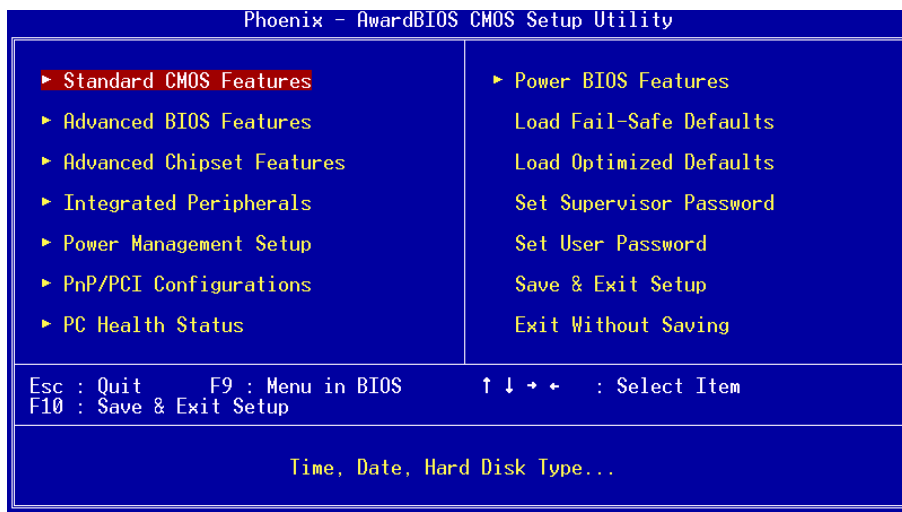 Phoenix - AwardBIOS CMOS Setup Utility
► Standard CMOS Features
► Advanced BIOS Features
► Advanced Chipset Features
► Integrated Peripherals
► Power Management Setup
► PnP/PCI Configurations
► PC Health Status
► Power BIOS Features
Load Fail-Safe Defaults
Load Optimized Defaults
Set Supervisor Password
Set User Password
Save & Exit Setup
Exit Without Saving
Esc : Quit F9 : Menu in BIOS ↑ ↓ → ← : Select Item
F10 : Save & Exit Setup
Time, Date, Hard Disk Type...